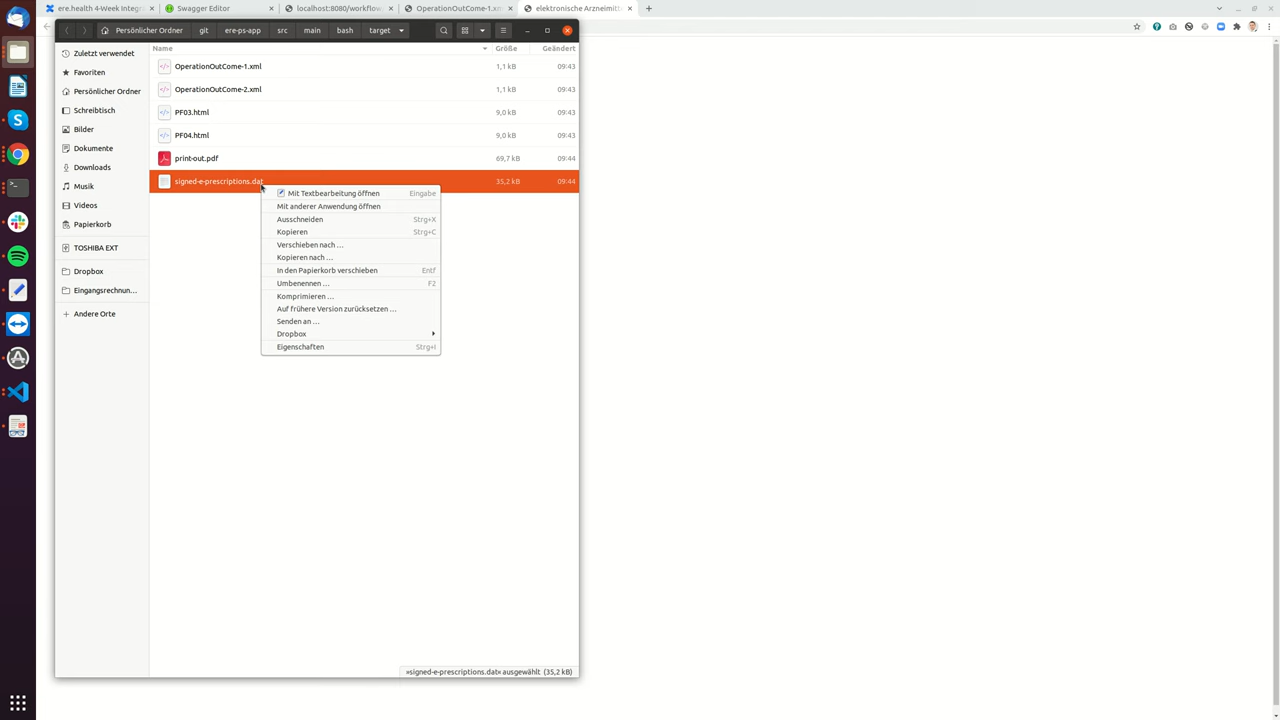 ere.health 4-Week Integr
Swagger Editor
localhost:8080/workflow
OperationOutCome-1.xm
elektronische Arzneimitt
Persönlicher Ordner
git
ere-ps-app
src
main
bash
target
Name
Größe
Geändert
Zuletzt verwendet
Favoriten
Persönlicher Ordner
Schreibtisch
Bilder
Dokumente
Downloads
Musik
Videos
Papierkorb
TOSHIBA EXT
Dropbox
Eingangsrechnun...
Andere Orte
OperationOutCome-1.xml 1,1 kB 09:43
OperationOutCome-2.xml 1,1 kB 09:43
PF03.html 9,0 kB 09:43
PF04.html 9,0 kB 09:43
print-out.pdf 69,7 kB 09:44
signed-e-prescriptions.dat 35,2 kB 09:44
Mit Textbearbeitung öffnen Eingabe
Mit anderer Anwendung öffnen
Ausschneiden Strg+X
Kopieren Strg+C
Verschieben nach ...
Kopieren nach ...
In den Papierkorb verschieben Entf
Umbenennen ... F2
Komprimieren ...
Auf frühere Version zurücksetzen ...
Senden an ...
Dropbox
Eigenschaften Strg+I
»signed-e-prescriptions.dat« ausgewählt (35,2 kB)